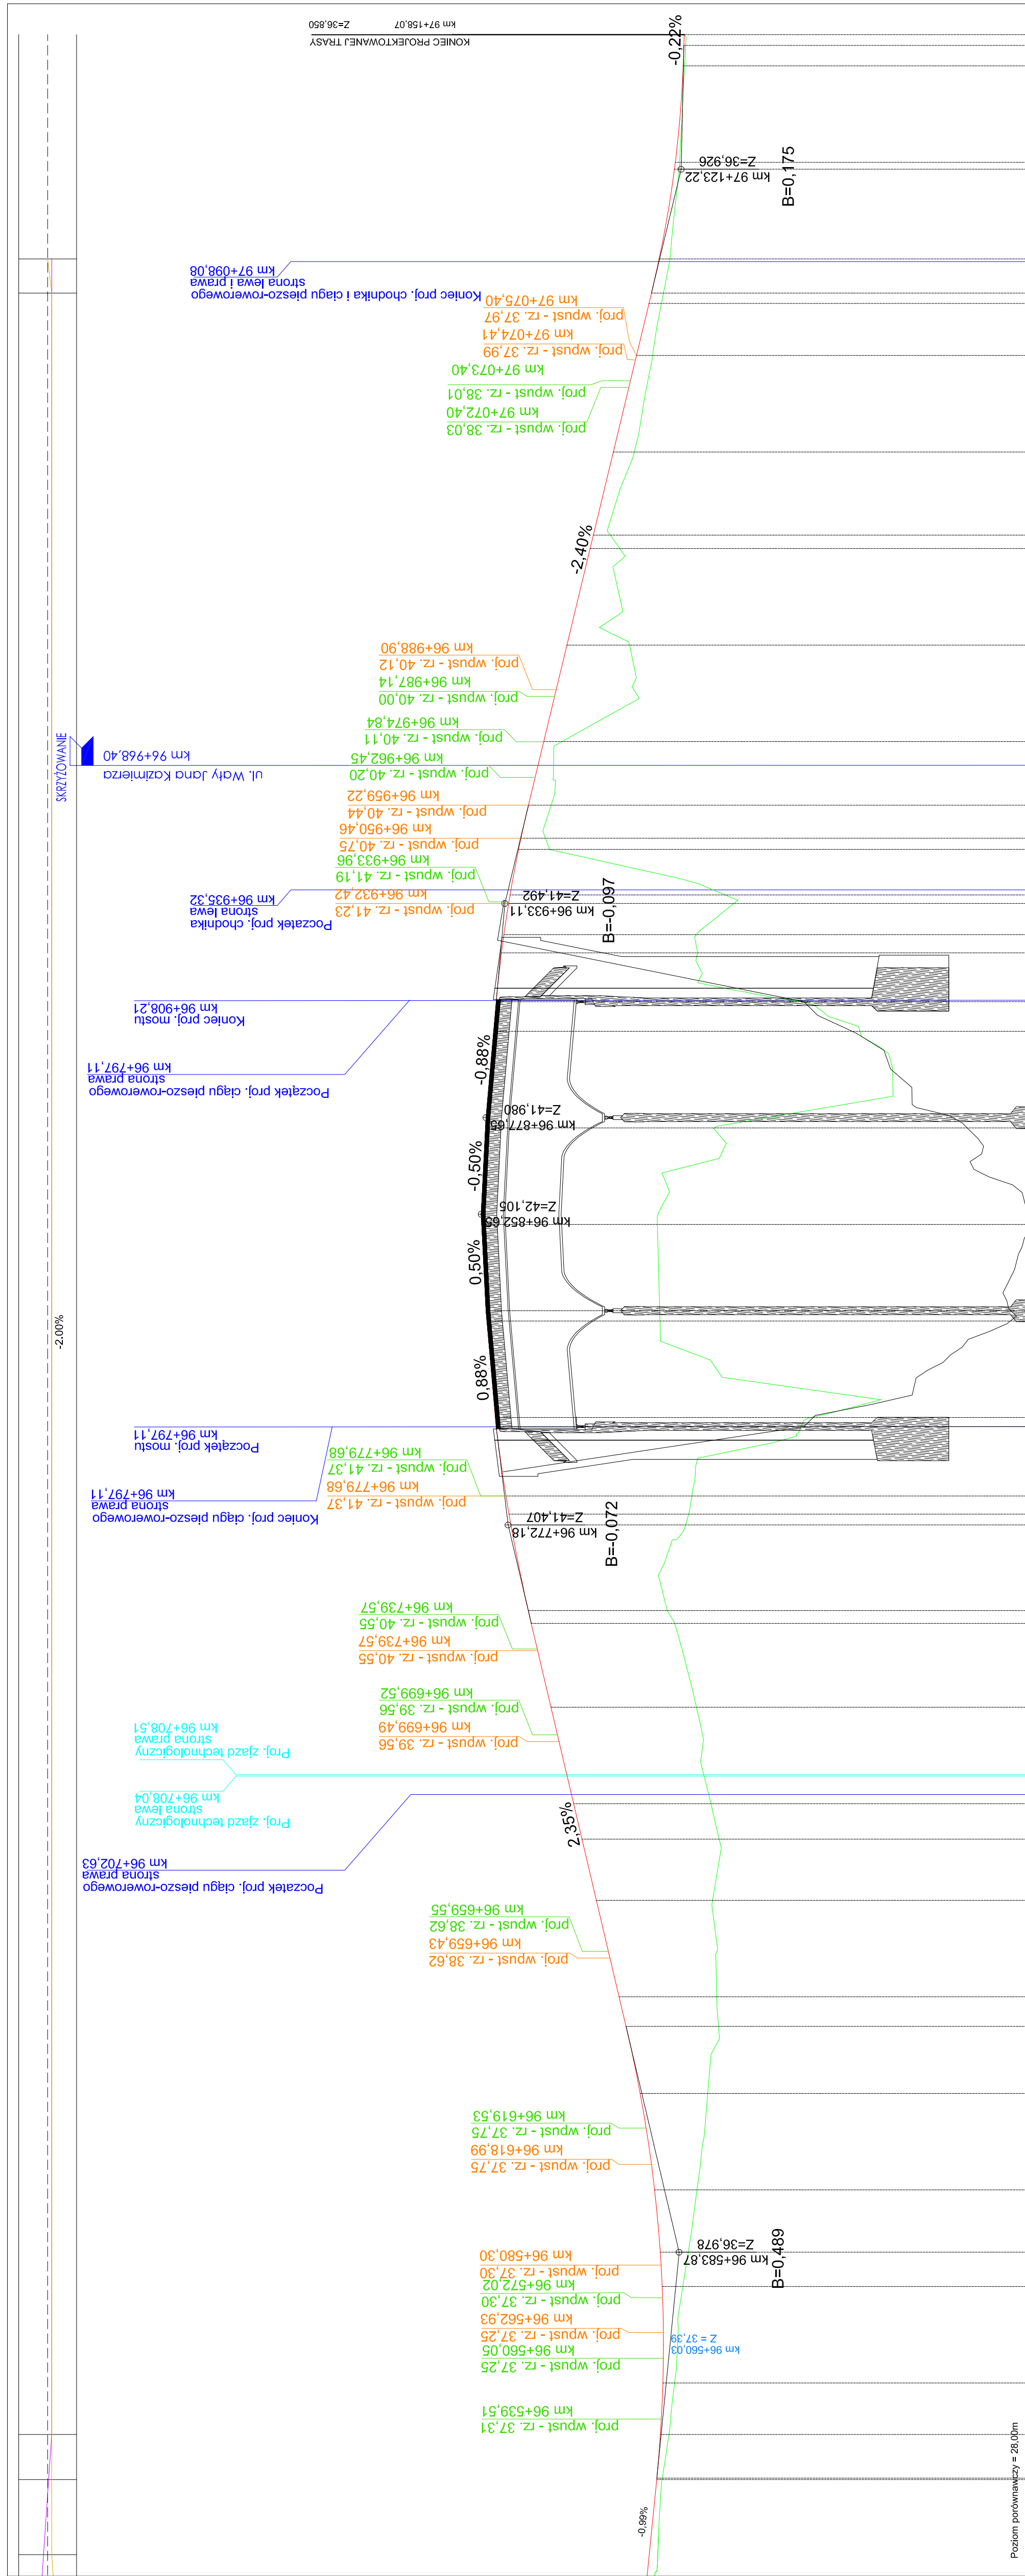 KONIEC PROJEKTOWANEJ TRASY
km 97+158,07 Z=36,850
-0,22%
km 97+123,22
Z=36,926
B=0,175
Koniec proj. chodnika i ciągu pieszo-rowerowego
strona lewa i prawa
km 97+098,08
proj. wpust - rz. 37,97
km 97+075,40
proj. wpust - rz. 37,99
km 97+074,41
proj. wpust - rz. 38,01
km 97+073,40
proj. wpust - rz. 38,03
km 97+072,40
-2,40%
proj. wpust - rz. 40,12
km 96+988,90
proj. wpust - rz. 40,00
km 96+987,14
proj. wpust - rz. 40,11
km 96+974,84
SKRZYŻOWANIE
ul. Wały Jana Kazimierza
km 96+968,40
proj. wpust - rz. 40,20
km 96+962,45
proj. wpust - rz. 40,44
km 96+959,22
proj. wpust - rz. 40,75
km 96+950,46
proj. wpust - rz. 41,19
km 96+933,96
proj. wpust - rz. 41,23
km 96+932,42
km 96+933,11
Z=41,492
B=-0,097
Początek proj. chodnika
strona lewa
km 96+935,32
Koniec proj. mostu
km 96+908,21
Początek proj. ciągu pieszo-rowerowego
strona prawa
km 96+797,11
-0,88%
km 96+877,65
Z=41,980
-0,50%
km 96+852,65
Z=42,105
0,50%
-2.00%
0,88%
Początek proj. mostu
km 96+797,11
Koniec proj. ciągu pieszo-rowerowego
strona prawa
km 96+797,11
proj. wpust - rz. 41,37
km 96+779,68
proj. wpust - rz. 41,37
km 96+779,68
km 96+772,18
Z=41,407
B=-0,072
proj. wpust - rz. 40,55
km 96+739,57
proj. wpust - rz. 40,55
km 96+739,57
proj. wpust - rz. 39,56
km 96+699,52
proj. wpust - rz. 39,56
km 96+699,49
Proj. zjazd technologiczny
strona prawa
km 96+708,51
Proj. zjazd technologiczny
strona lewa
km 96+708,04
2,35%
Początek proj. ciągu pieszo-rowerowego
strona prawa
km 96+702,63
proj. wpust - rz. 38,62
km 96+659,55
proj. wpust - rz. 38,62
km 96+659,43
proj. wpust - rz. 37,75
km 96+619,53
proj. wpust - rz. 37,75
km 96+618,99
km 96+583,87
Z=36,978
B=0,489
proj. wpust - rz. 37,30
km 96+580,30
proj. wpust - rz. 37,30
km 96+572,02
proj. wpust - rz. 37,25
km 96+562,93
proj. wpust - rz. 37,25
km 96+560,05
km 96+560,03
Z = 37,39
proj. wpust - rz. 37,31
km 96+539,51
-0,99%
Poziom porównawczy = 28,00m